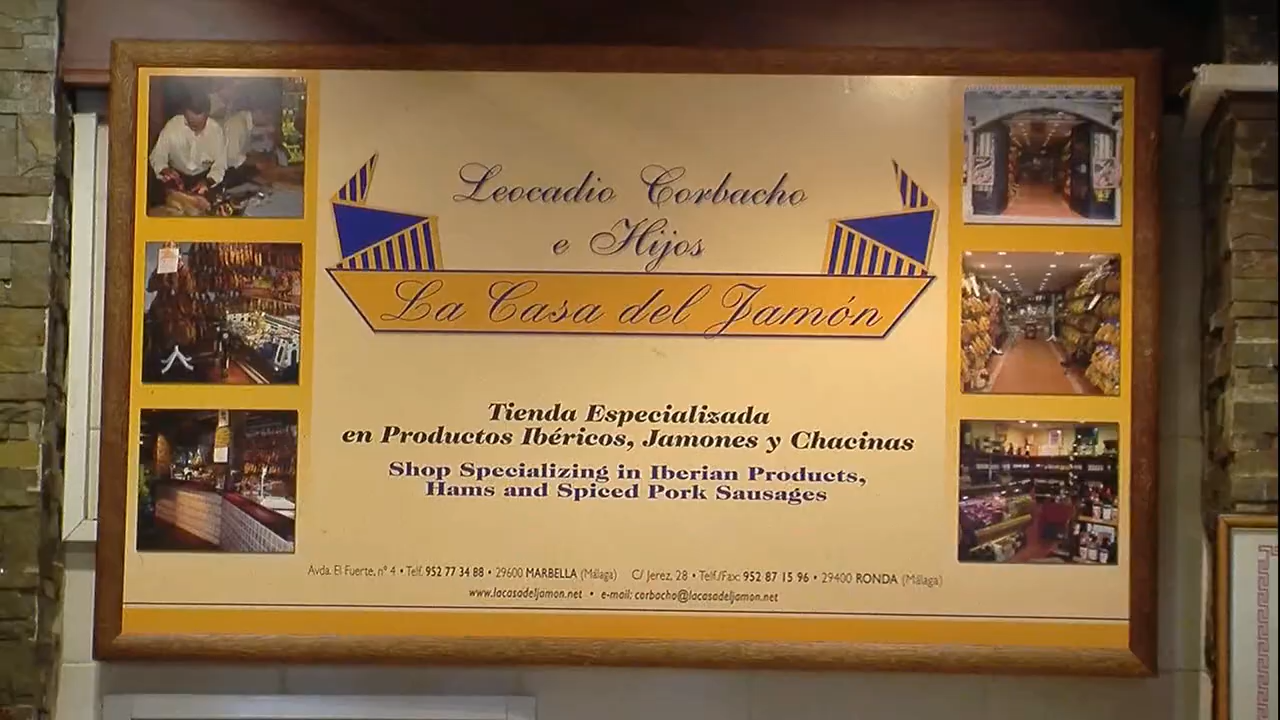 Leocadio Corbacho
e Hijos
La Casa del Jamón
Tienda Especializada
en Productos Ibéricos, Jamones y Chacinas
Shop Specializing in Iberian Products,
Hams and Spiced Pork Sausages
Avda. El Fuerte, nº 4 • Telf. 952 77 34 88 • 29600 MARBELLA (Málaga) C/ Jerez, 28 • Telf./Fax: 952 87 15 96 • 29400 RONDA (Málaga)
www.lacasadeljamon.net • e-mail: corbacho@lacasadeljamon.net